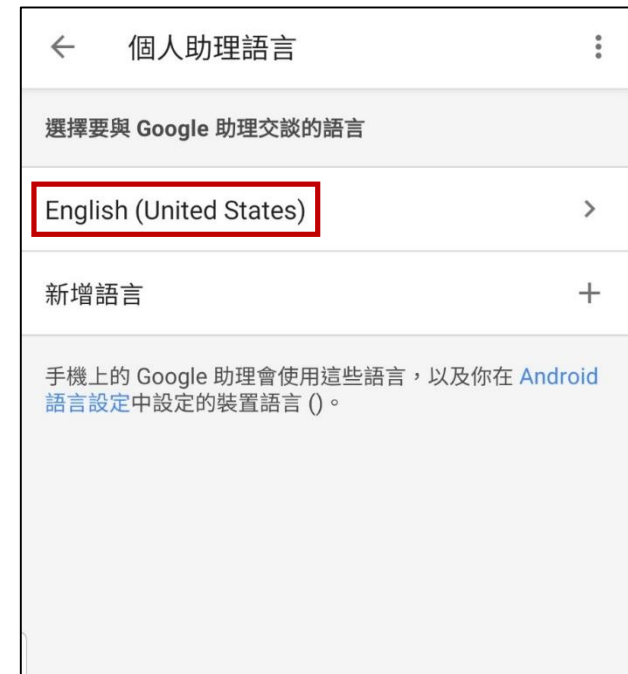 個人助理語言
選擇要與 Google 助理交談的語言
English (United States)
新增語言
手機上的 Google 助理會使用這些語言，以及你在 Android
語言設定中設定的裝置語言 ()。